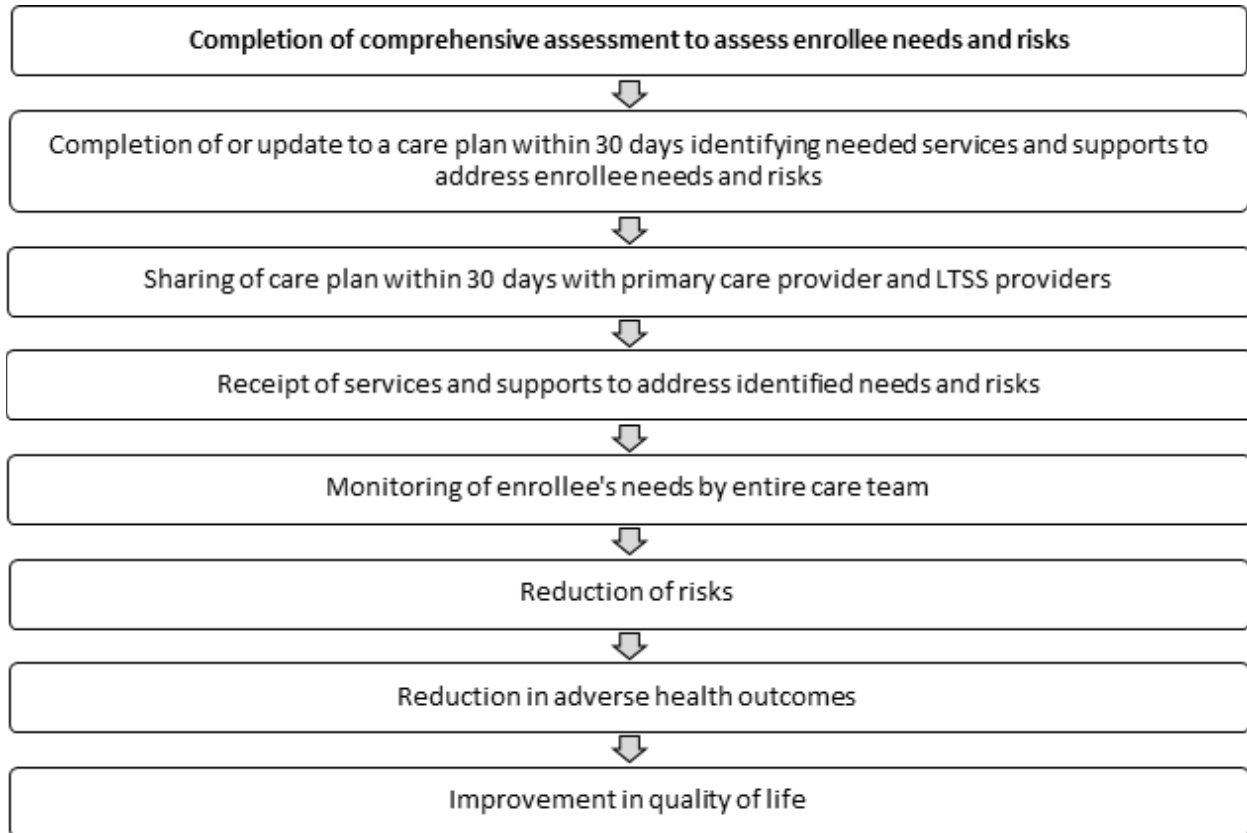 Completion of comprehensive assessment to assess enrollee needs and risks
Completion of or update to a care plan within 30 days identifying needed services and supports to
address enrollee needs and risks
Sharing of care plan within 30 days with primary care provider and LTSS providers
Receipt of services and supports to address identified needs and risks
Monitoring of enrollee's needs by entire care team
Reduction of risks
Reduction in adverse health outcomes
Improvement in quality of life